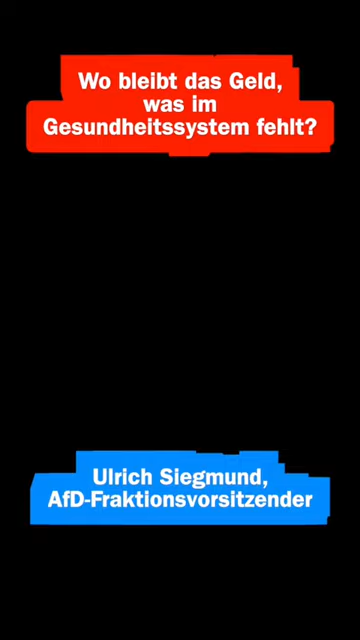 Wo bleibt das Geld,
was im
Gesundheitssystem fehlt?
Ulrich Siegmund,
AfD-Fraktionsvorsitzender